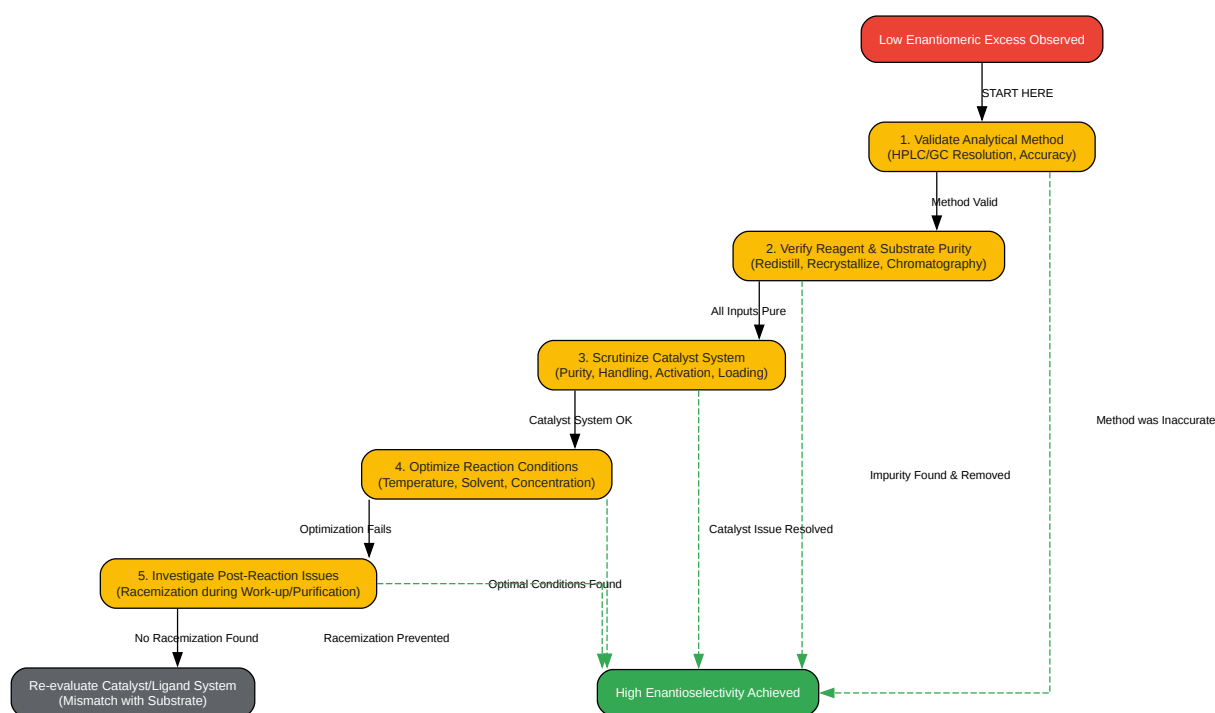 Low Enantiomeric Excess Observed
START HERE
1. Validate Analytical Method
(HPLC/GC Resolution, Accuracy)
Method Valid
2. Verify Reagent & Substrate Purity
(Redistill, Recrystallize, Chromatography)
All Inputs Pure
3. Scrutinize Catalyst System
(Purity, Handling, Activation, Loading)
Catalyst System OK
Method was Inaccurate
4. Optimize Reaction Conditions
(Temperature, Solvent, Concentration)
Impurity Found & Removed
Optimization Fails
Catalyst Issue Resolved
5. Investigate Post-Reaction Issues
(Racemization during Work-up/Purification)
Optimal Conditions Found
No Racemization Found
Racemization Prevented
Re-evaluate Catalyst/Ligand System
(Mismatch with Substrate)
High Enantioselectivity Achieved